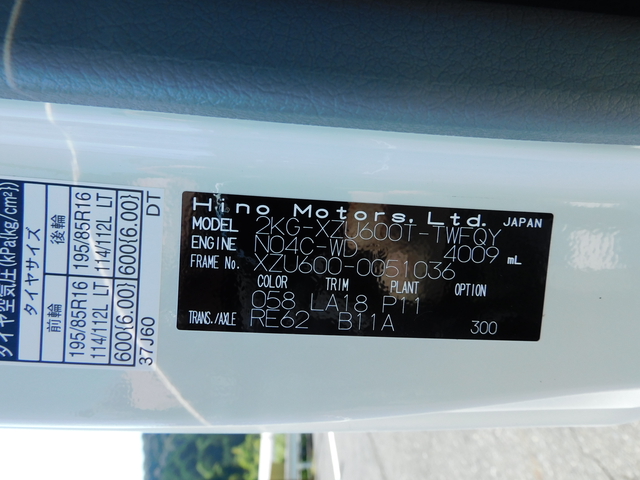 タイヤ空気圧(kPa{kg/cm²})
タイヤサイズ
前輪 後輪
195/85R16 195/85R16
114/112L LT 114/112L LT
600{6.00} 600{6.00}
37J60 DT
Hino Motors, Ltd. JAPAN
MODEL 2KG-XZU600T-TWFQY
ENGINE N04C-WD 4009 mL
FRAME No. XZU600-0051036
COLOR TRIM PLANT OPTION
058 LA18 P11
TRANS./AXLE RE62 B11A 300